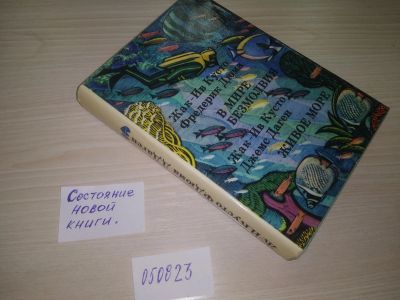 Жак-Ив Кусто
Фредерик Дюма
В МИРЕ
БЕЗМОЛВИЯ
Жак-Ив Кусто
Джеймс Даген
ЖИВОЕ МОРЕ
Состояние
новой
книги.
050823